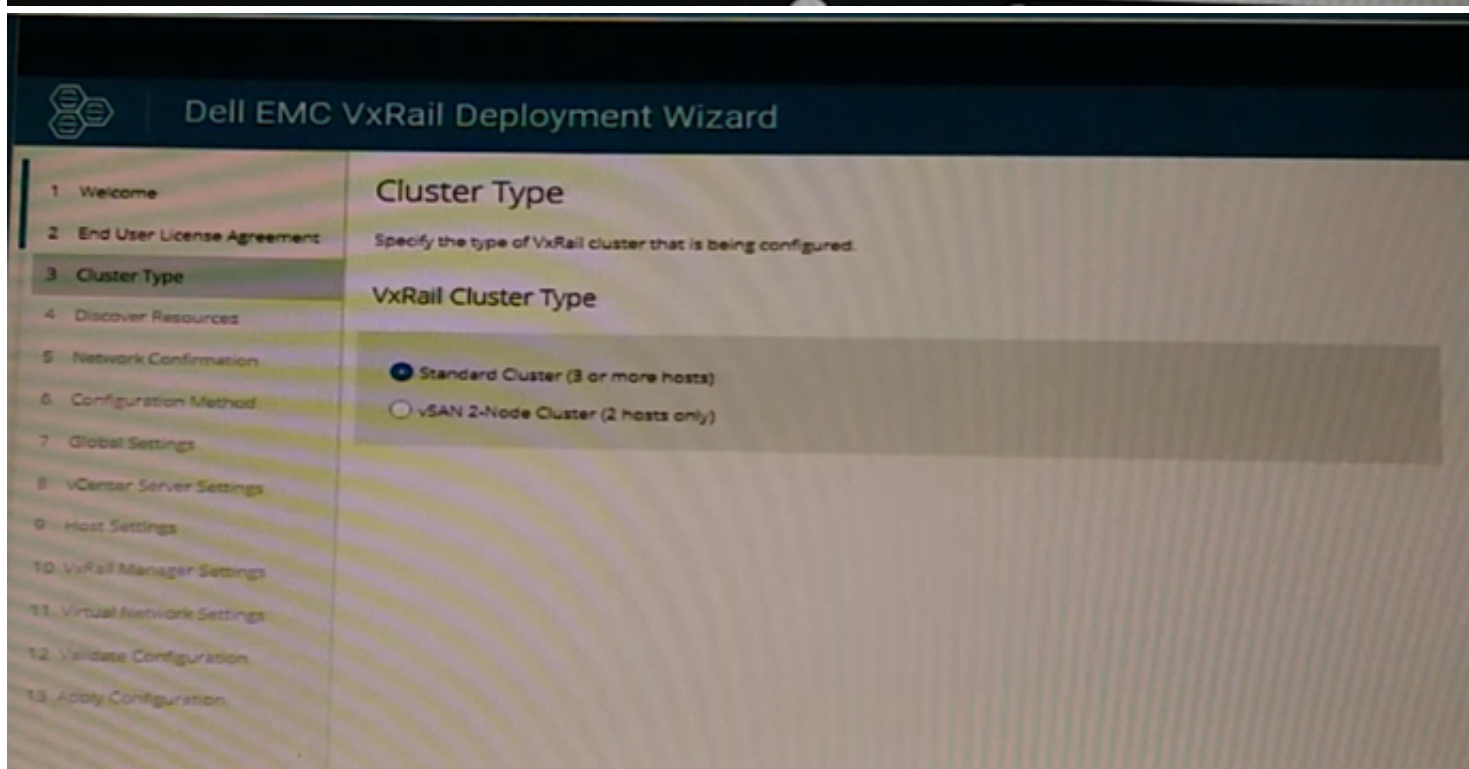 Dell EMC VxRail Deployment Wizard
1 Welcome
2 End User License Agreement
3 Cluster Type
4 Discover Resources
5 Network Confirmation
6 Configuration Method
7 Global Settings
8 vCenter Server Settings
9 Host Settings
10 VxRail Manager Settings
11 Virtual Network Settings
12 Validate Configuration
13 Apply Configuration
Cluster Type
Specify the type of VxRail cluster that is being configured.
VxRail Cluster Type
Standard Cluster (3 or more hosts)
vSAN 2-Node Cluster (2 hosts only)